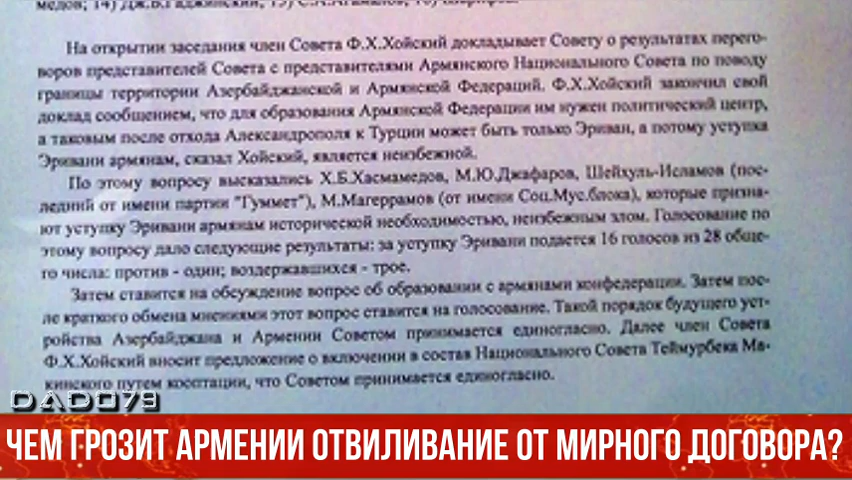 медов; 14) Дж.Б.Гаджинский; 15)
На открытии заседания член Совета Ф.Х.Хойский докладывает Совету о результатах перего-
воров представителей Совета с представителями Армянского Национального Совета по поводу
границы территории Азербайджанской и Армянской Федераций. Ф.Х.Хойский закончил свой
доклад сообщением, что для образования Армянской Федерации им нужен политический центр,
а таковым после отхода Александрополя к Турции может быть только Эриван, а потому уступка
Эривани армянам, сказал Хойский, является неизбежной.
По этому вопросу высказались Х.Б.Хасмамедов, М.Ю.Джафаров, Шейхуль-Исламов (пос-
ледний от имени партии "Гуммет"), М.Магеррамов (от имени Соц.Мус.блока), которые призна-
ют уступку Эривани армянам исторической необходимостью, неизбежным злом. Голосование по
этому вопросу дало следующие результаты: за уступку Эривани подается 16 голосов из 28 обще-
го числа: против - один; воздержавшихся - трое.
Затем ставится на обсуждение вопрос об образовании с армянами конфедерации. Затем пос-
ле краткого обмена мнениями этот вопрос ставится на голосование. Такой порядок будущего уст-
ройства Азербайджана и Армении Советом принимается единогласно. Далее член Совета
Ф.Х.Хойский вносит предложение о включении в состав Национального Совета Теймурбека Ма-
кинского путем кооптации, что Советом принимается единогласно.
DADO79
ЧЕМ ГРОЗИТ АРМЕНИИ ОТВИЛИВАНИЕ ОТ МИРНОГО ДОГОВОРА?